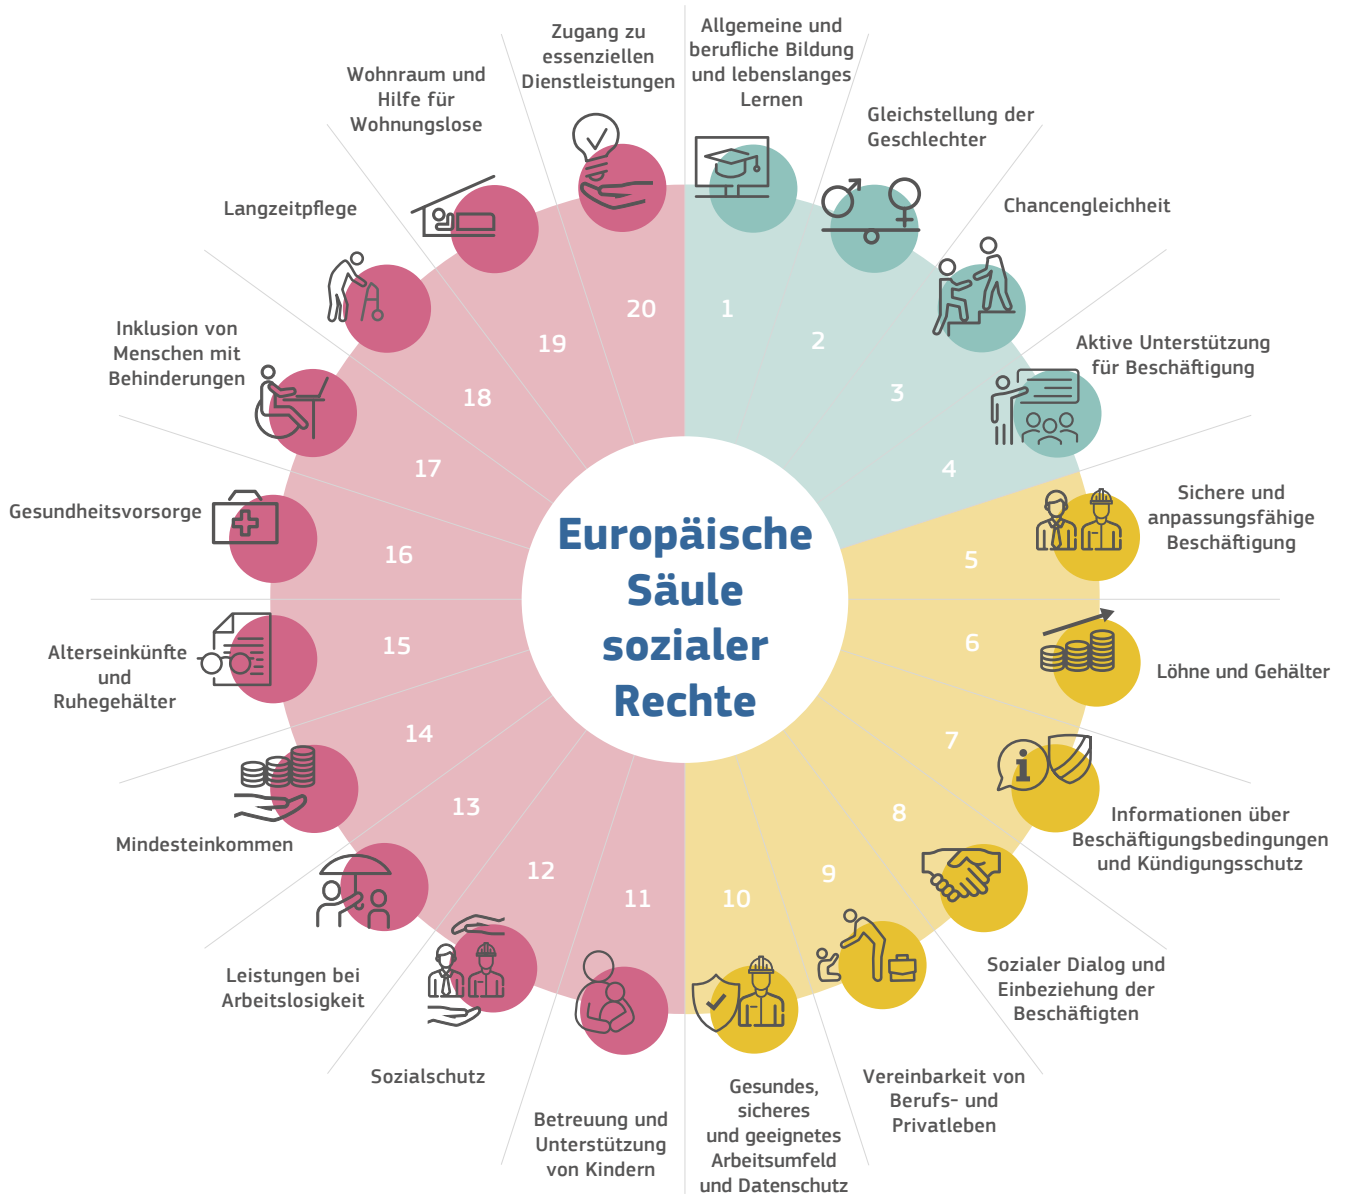 Europäische
Säule
sozialer
Rechte
1
Allgemeine und
berufliche Bildung
und lebenslanges
Lernen
2
Gleichstellung der
Geschlechter
3
Chancengleichheit
4
Aktive Unterstützung
für Beschäftigung
5
Sichere und
anpassungsfähige
Beschäftigung
6
Löhne und Gehälter
7
i
Informationen über
Beschäftigungsbedingungen
und Kündigungsschutz
8
Sozialer Dialog und
Einbeziehung der
Beschäftigten
9
Vereinbarkeit von
Berufs- und
Privatleben
10
Gesundes,
sicheres
und geeignetes
Arbeitsumfeld
und Datenschutz
11
Betreuung und
Unterstützung
von Kindern
12
Sozialschutz
13
Leistungen bei
Arbeitslosigkeit
14
Mindesteinkommen
15
Alterseinkünfte
und
Ruhegehälter
16
Gesundheitsvorsorge
17
Inklusion von
Menschen mit
Behinderungen
18
Langzeitpflege
19
Wohnraum und
Hilfe für
Wohnungslose
20
Zugang zu
essenziellen
Dienstleistungen